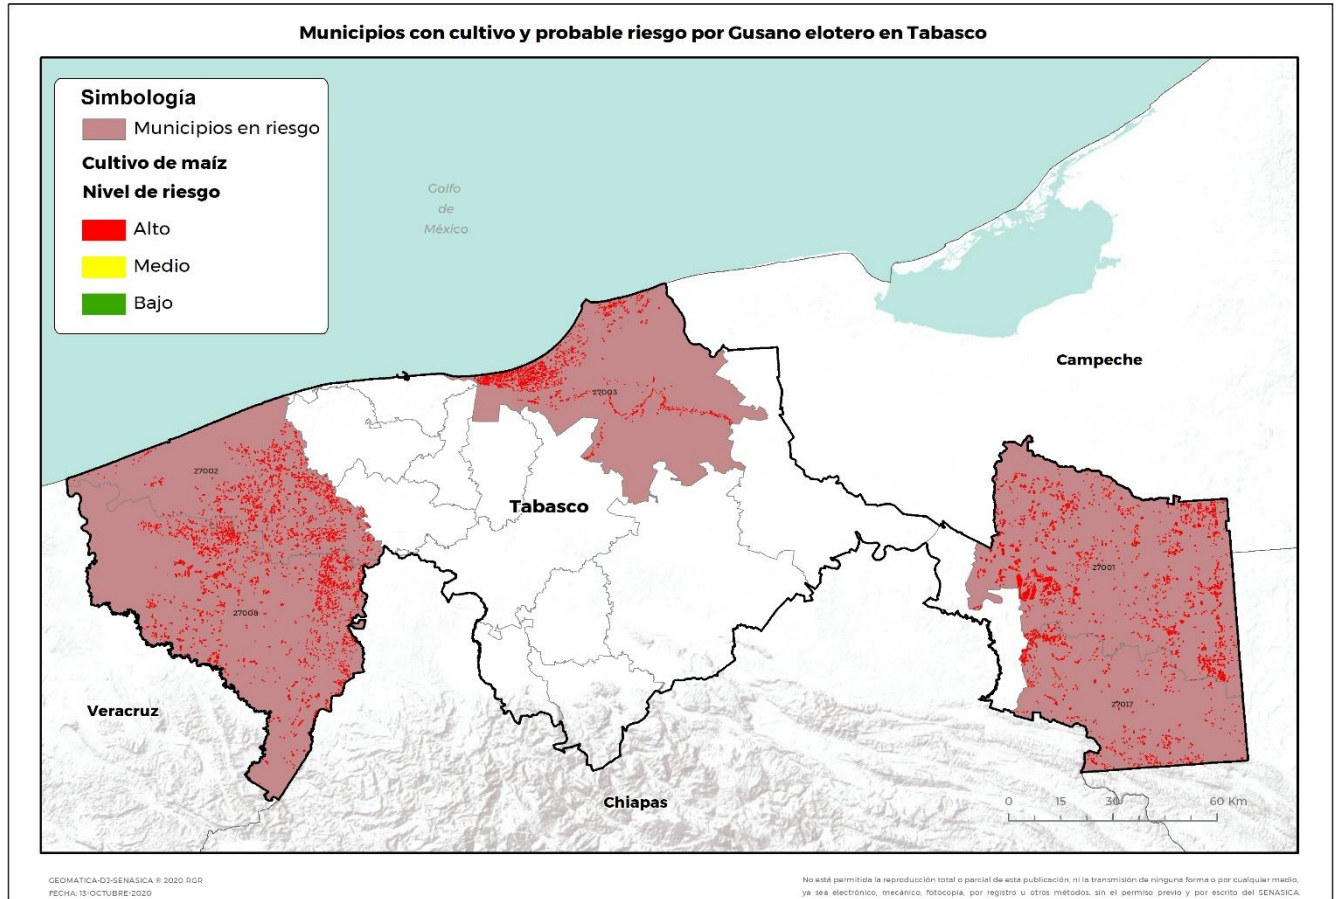 Municipios con cultivo y probable riesgo por Gusano elotero en Tabasco
Simbología
Municipios en riesgo
Cultivo de maíz
Nivel de riesgo
Alto
Medio
Bajo
Golfo
de
México
Campeche
27003
27002
Tabasco
27001
27008
Veracruz
27017
Chiapas
0 15 30 60 Km
GEOMATICA-DJ-SENASICA ® 2020 RGR
FECHA: 13-OCTUBRE-2020
No está permitida la reproducción total o parcial de esta publicación, ni la transmisión de ninguna forma o por cualquier medio,
ya sea electrónico, mecánico, fotocopia, por registro u otros métodos, sin el permiso previo y por escrito del SENASICA.